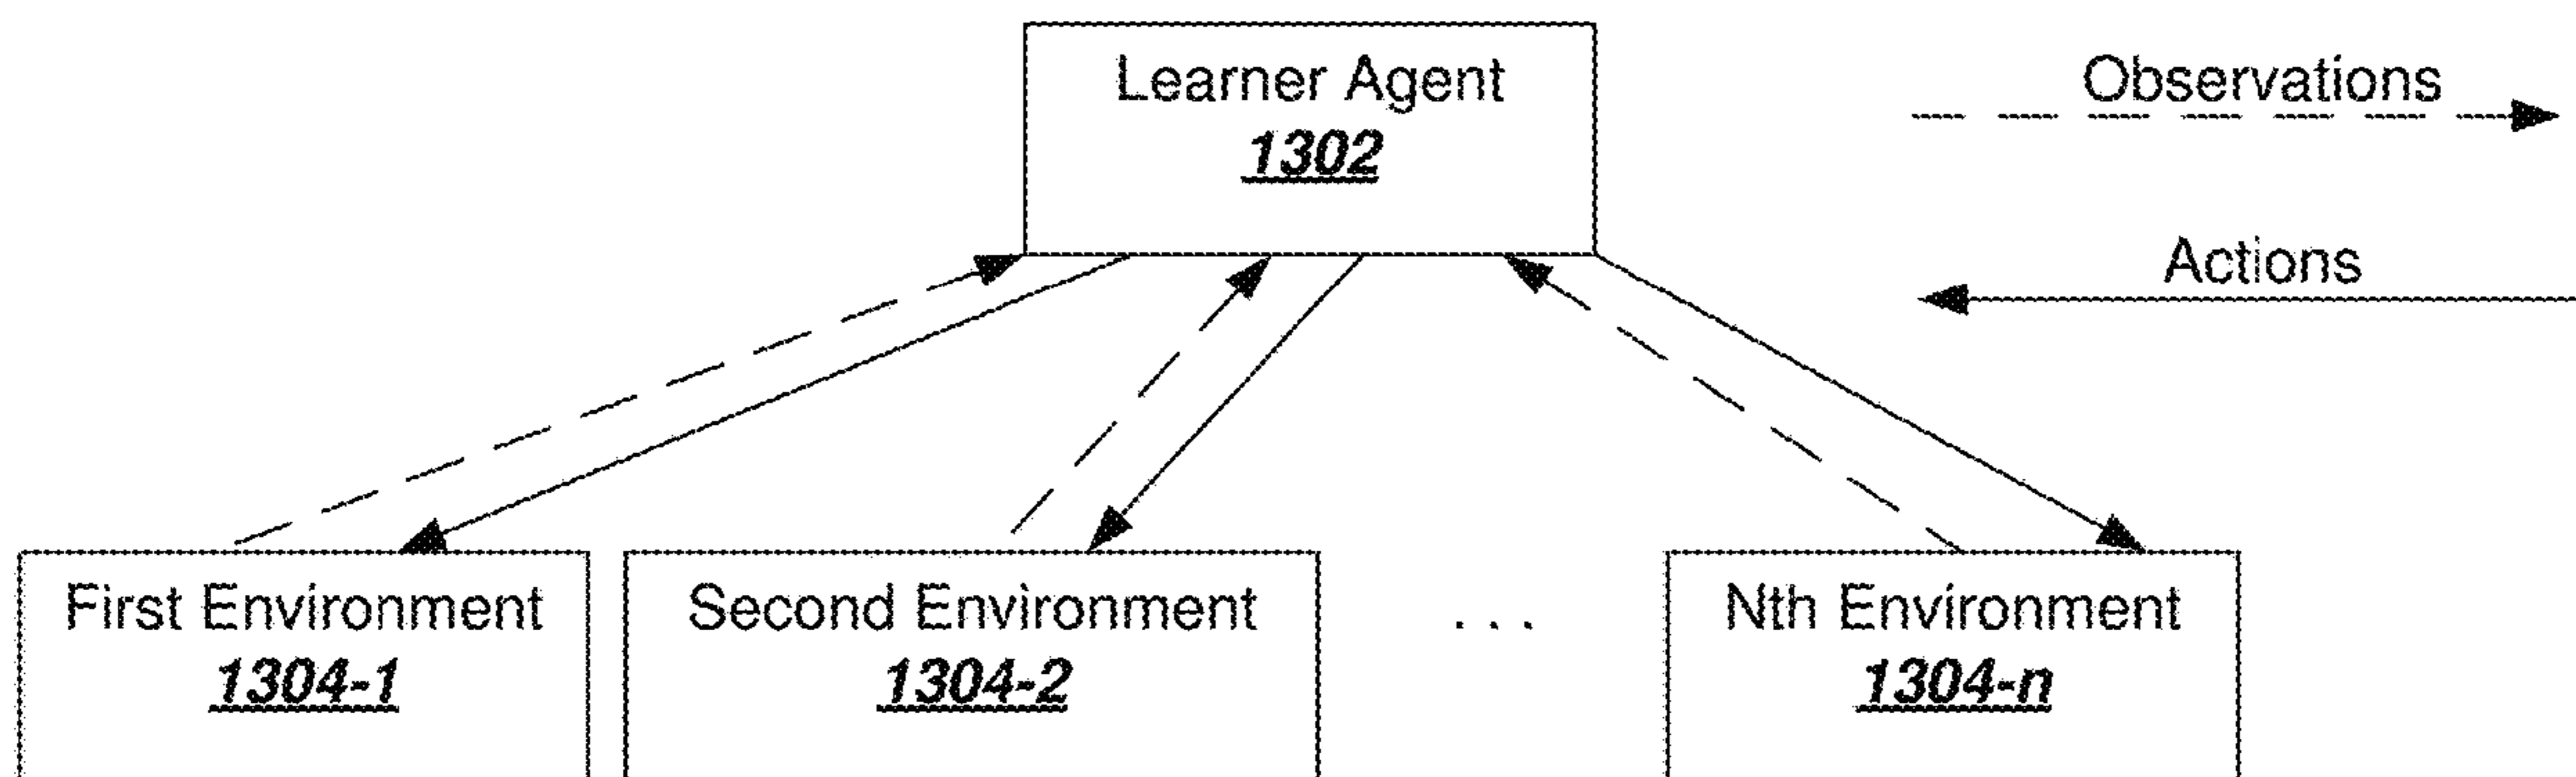 Learner Agent
1302
Observations
Actions
First Environment
1304-1
Second Environment
1304-2
. . .
Nth Environment
1304-n